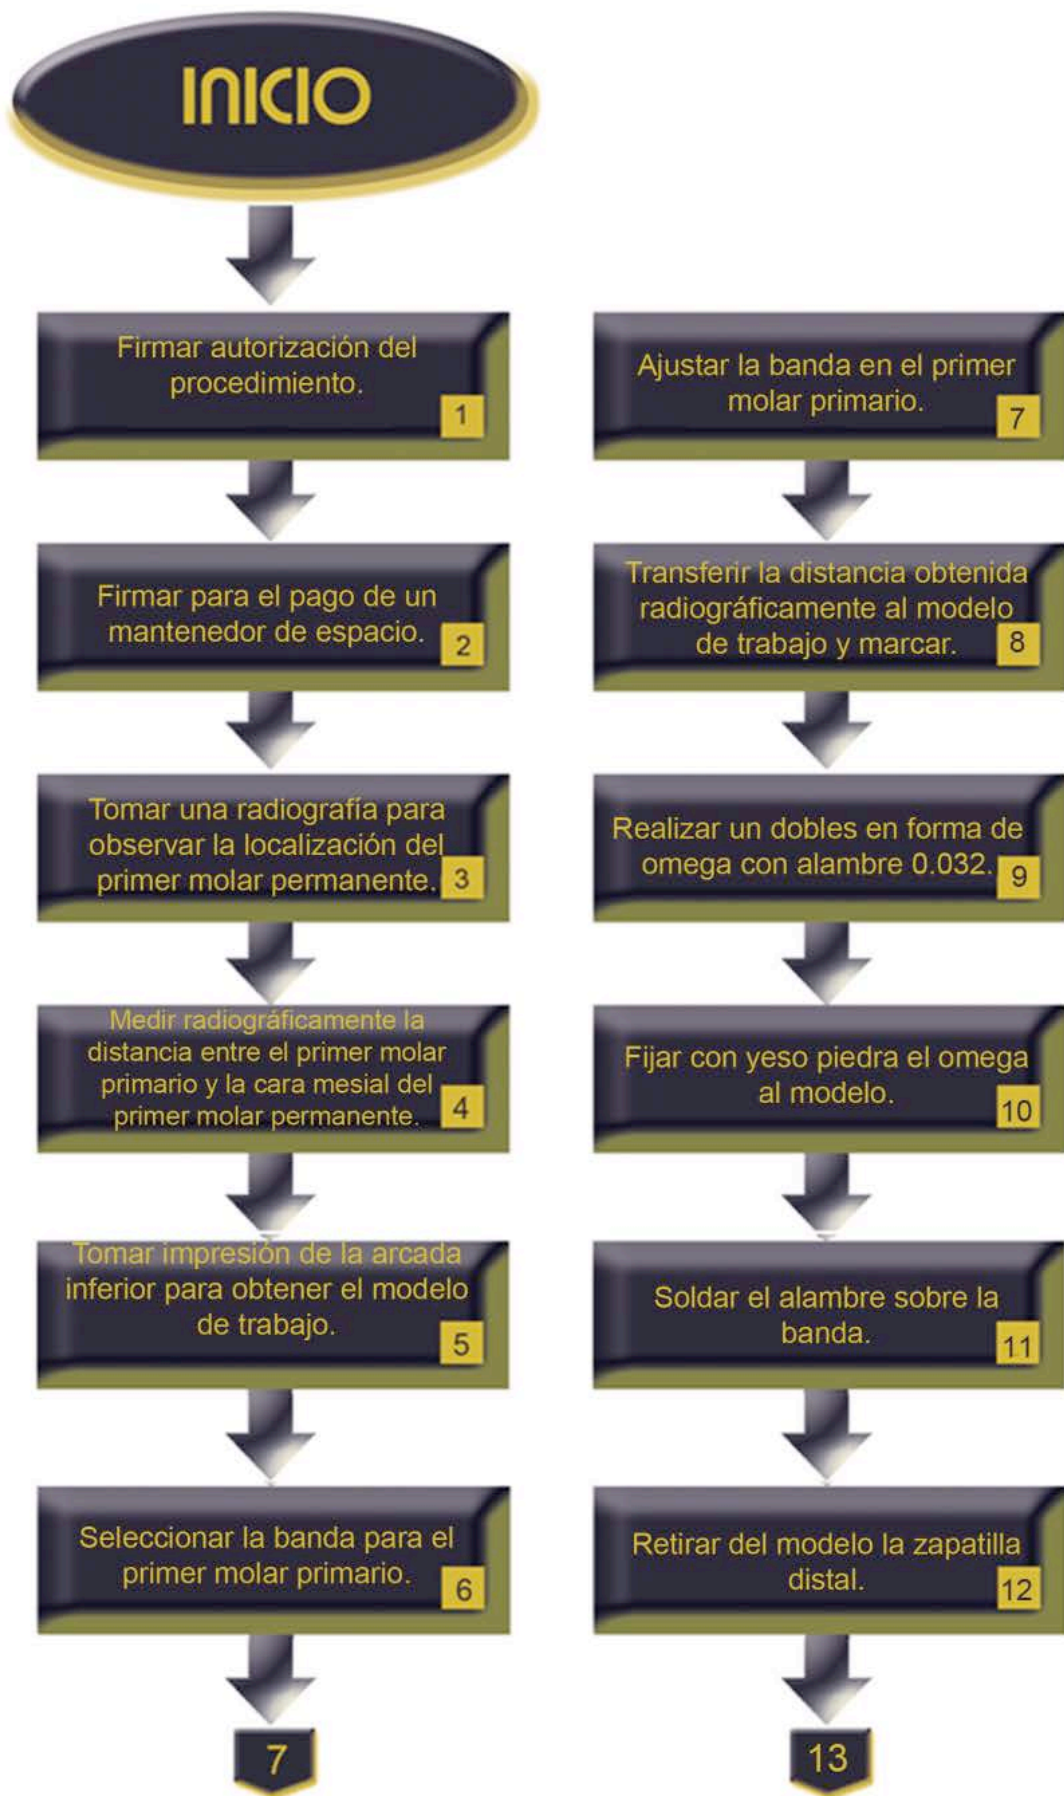 INICIO
Firmar autorización del
procedimiento.
1
Firmar para el pago de un
mantenedor de espacio.
2
Tomar una radiografía para
observar la localización del
primer molar permanente.
3
Medir radiográficamente la
distancia entre el primer molar
primario y la cara mesial del
primer molar permanente.
4
Tomar impresión de la arcada
inferior para obtener el modelo
de trabajo.
5
Seleccionar la banda para el
primer molar primario.
6
7
Ajustar la banda en el primer
molar primario.
7
Transferir la distancia obtenida
radiográficamente al modelo
de trabajo y marcar.
8
Realizar un dobles en forma de
omega con alambre 0.032.
9
Fijar con yeso piedra el omega
al modelo.
10
Soldar el alambre sobre la
banda.
11
Retirar del modelo la zapatilla
distal.
12
13